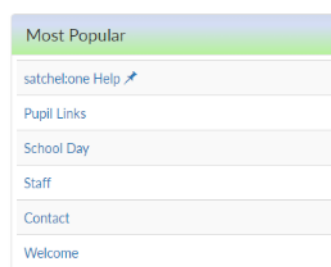 Most Popular
satchel:one Help
Pupil Links
School Day
Staff
Contact
Welcome